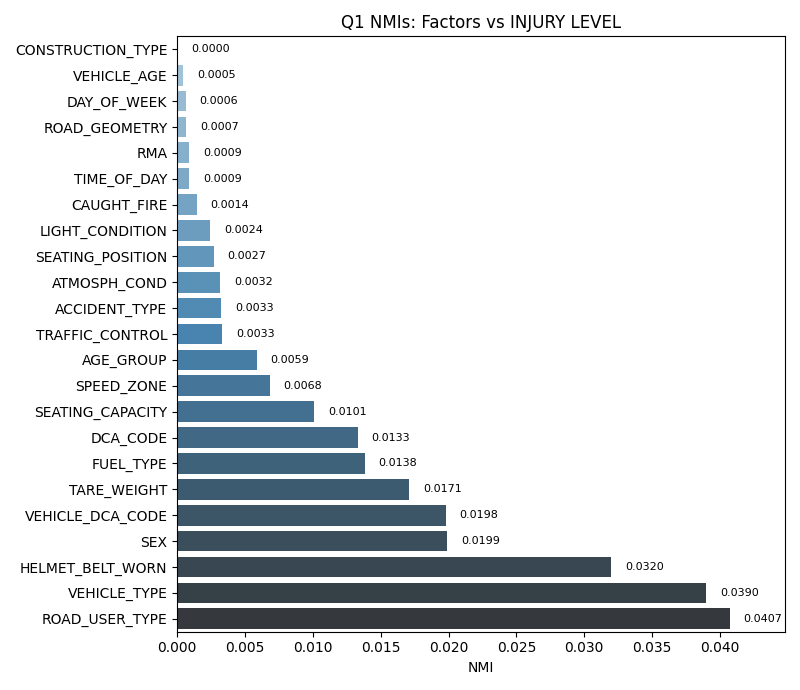 Q1 NMIs: Factors vs INJURY LEVEL
CONSTRUCTION_TYPE 0.0000
VEHICLE_AGE 0.0005
DAY_OF_WEEK 0.0006
ROAD_GEOMETRY 0.0007
RMA 0.0009
TIME_OF_DAY 0.0009
CAUGHT_FIRE 0.0014
LIGHT_CONDITION 0.0024
SEATING_POSITION 0.0027
ATMOSPH_COND 0.0032
ACCIDENT_TYPE 0.0033
TRAFFIC_CONTROL 0.0033
AGE_GROUP 0.0059
SPEED_ZONE 0.0068
SEATING_CAPACITY 0.0101
DCA_CODE 0.0133
FUEL_TYPE 0.0138
TARE_WEIGHT 0.0171
VEHICLE_DCA_CODE 0.0198
SEX 0.0199
HELMET_BELT_WORN 0.0320
VEHICLE_TYPE 0.0390
ROAD_USER_TYPE 0.0407
0.000 0.005 0.010 0.015 0.020 0.025 0.030 0.035 0.040
NMI